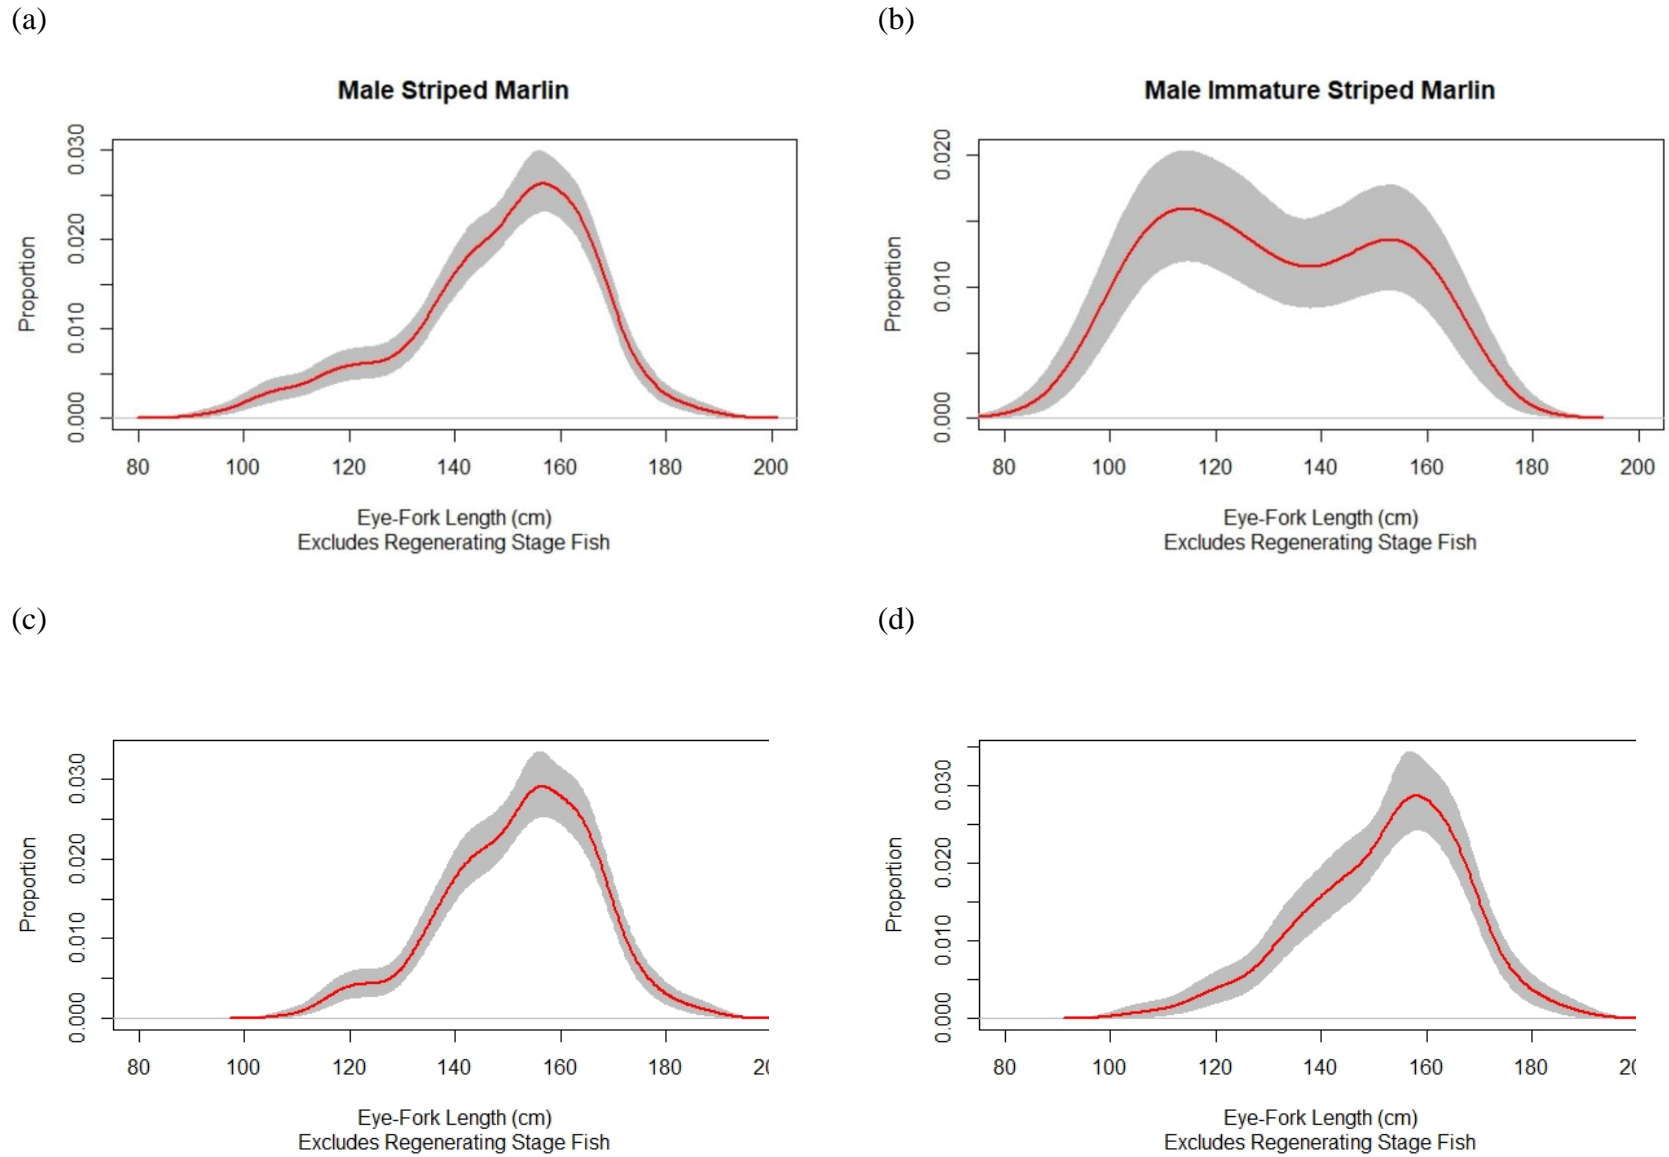 (a)
Male Striped Marlin
0.030
0.020
0.010
0.000
Proportion
80 100 120 140 160 180 200
Eye-Fork Length (cm)
Excludes Regenerating Stage Fish
(b)
Male Immature Striped Marlin
0.020
0.010
0.000
Proportion
80 100 120 140 160 180 200
Eye-Fork Length (cm)
Excludes Regenerating Stage Fish
(c)
0.030
0.020
0.010
0.000
Proportion
80 100 120 140 160 180
Eye-Fork Length (cm)
Excludes Regenerating Stage Fish
(d)
0.030
0.020
0.010
0.000
Proportion
80 100 120 140 160 180
Eye-Fork Length (cm)
Excludes Regenerating Stage Fish